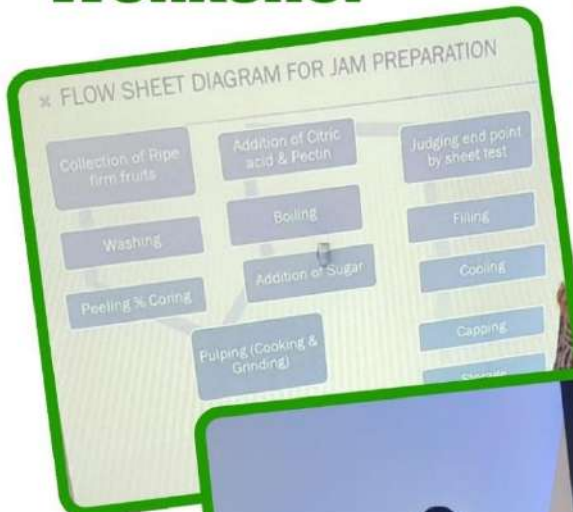 FLOW SHEET DIAGRAM FOR JAM PREPARATION
Collection of Ripe
firm fruits
Washing
Peeling % Coring
Pulping (Cooking &
Grinding)
Addition of Sugar
Boiling
Addition of Citric
acid & Pectin
Judging end point
by sheet test
Filling
Cooling
Capping
Storage